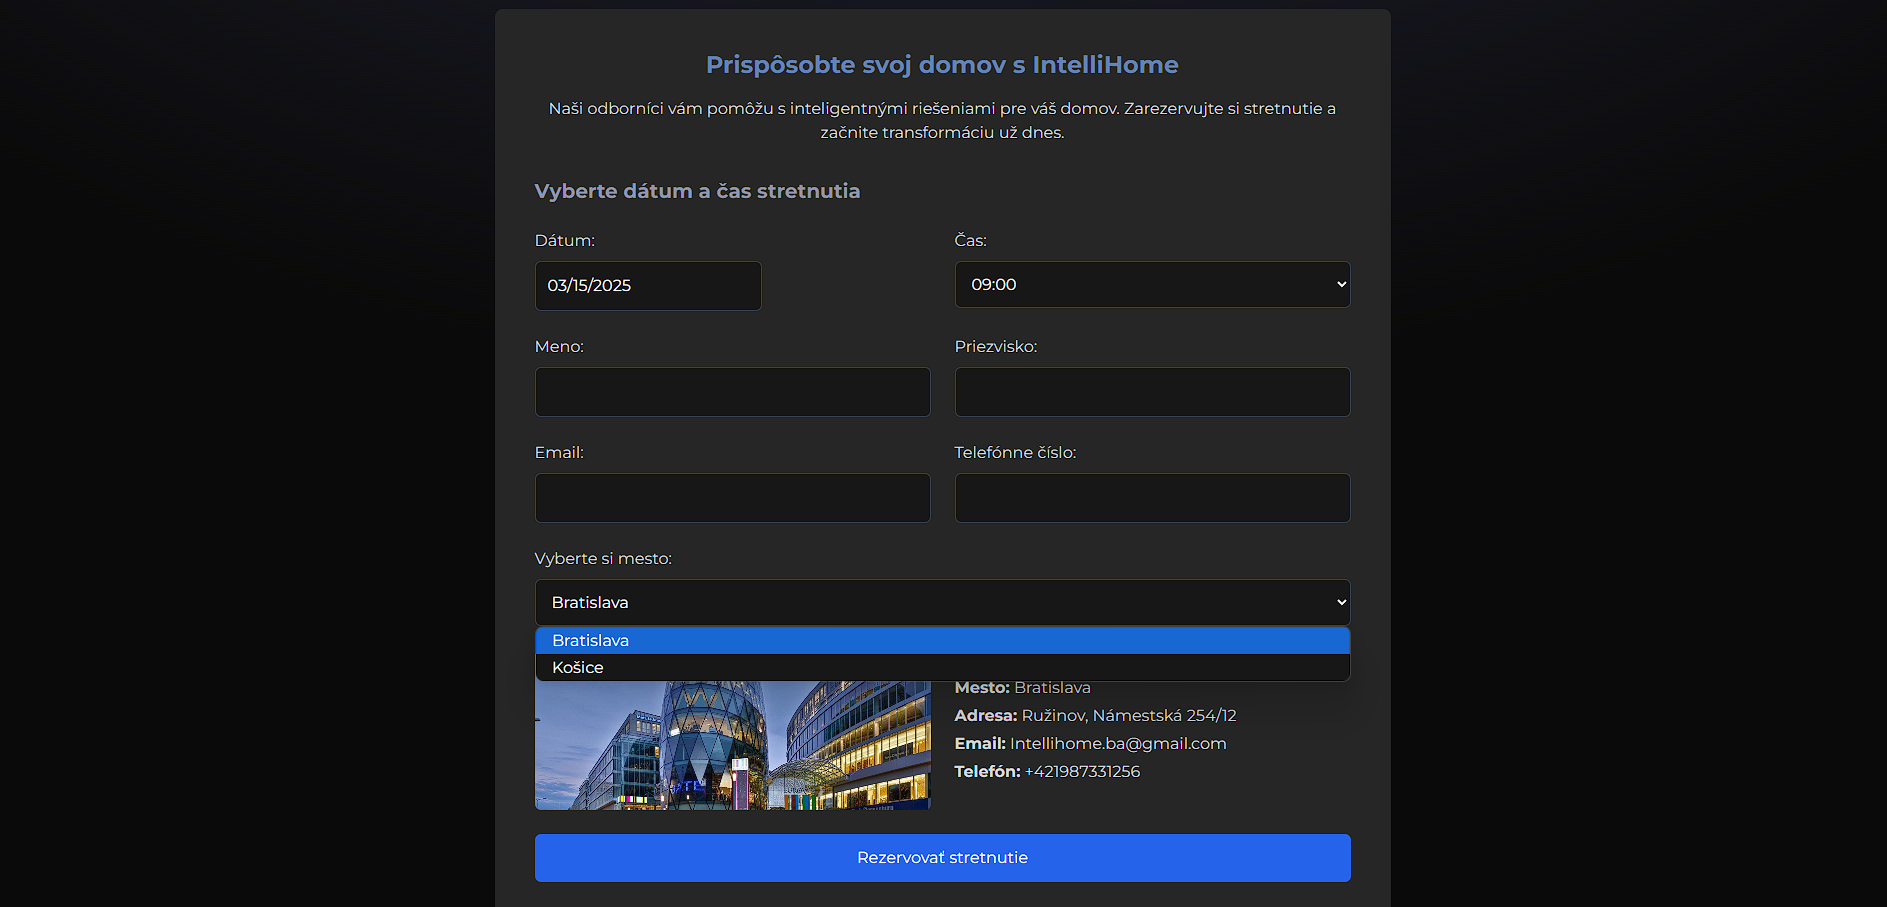 Prispôsobte svoj domov s IntelliHome
Naši odborníci vám pomôžu s inteligentnými riešeniami pre váš domov. Zarezervujte si stretnutie a
začnite transformáciu už dnes.
Vyberte dátum a čas stretnutia
Dátum:
Čas:
03/15/2025
09:00
Meno:
Priezvisko:
Email:
Telefónne číslo:
Vyberte si mesto:
Bratislava
Bratislava
Košice
Mesto: Bratislava
Adresa: Ružinov, Námestská 254/12
Email: Intellihome.ba@gmail.com
Telefón: +421987331256
Rezervovať stretnutie